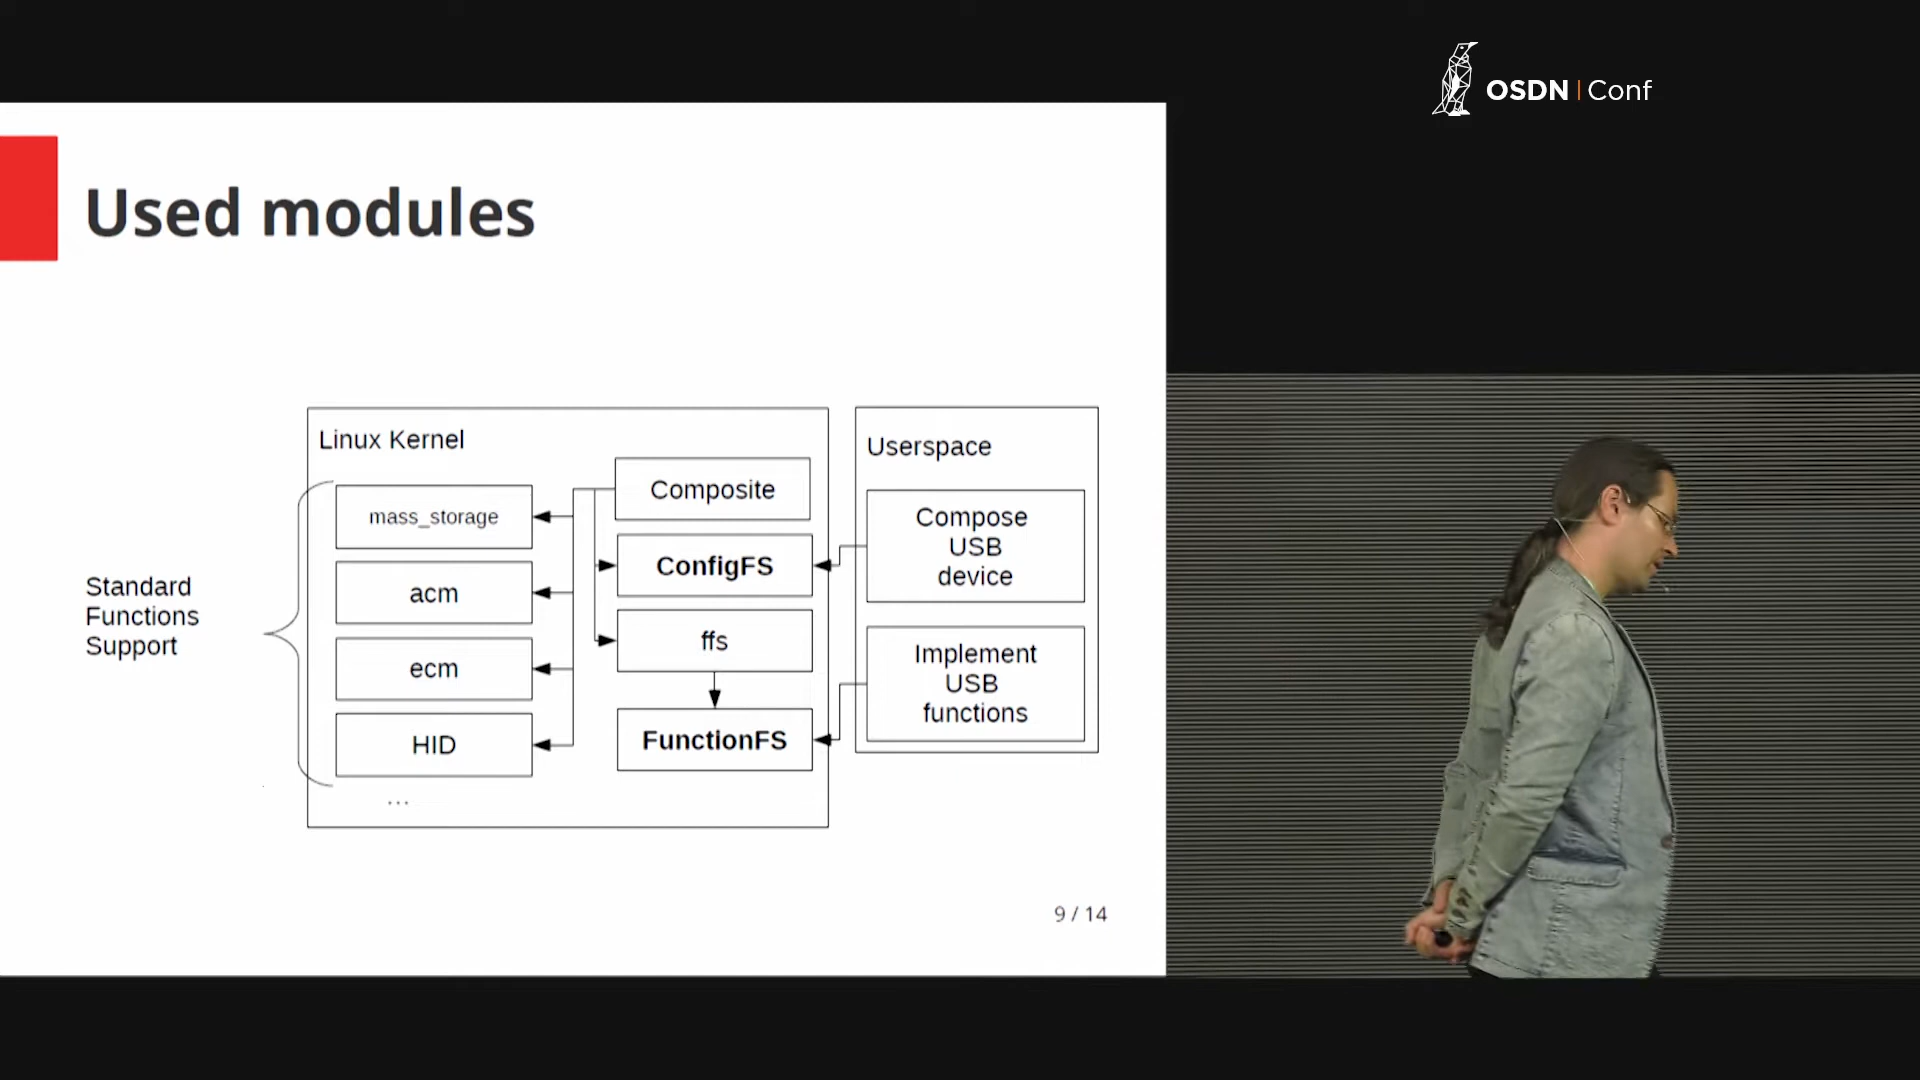 OSDN | Conf
Used modules
Linux Kernel
Userspace
Composite
mass_storage
ConfigFS
Compose
USB
device
acm
Standard
Functions
Support
ffs
ecm
Implement
USB
functions
HID
FunctionFS
...
9 / 14